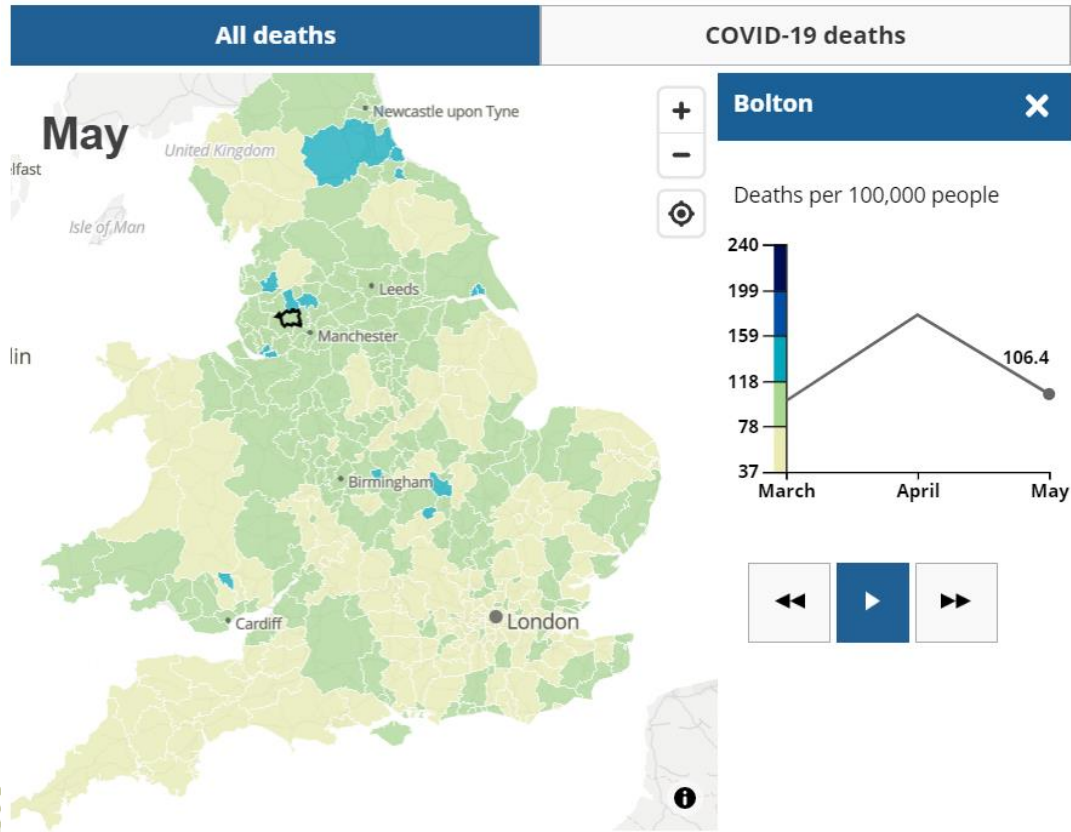 All deaths
COVID-19 deaths
May
Newcastle upon Tyne
United Kingdom
elfast
Isle of Man
Leeds
Manchester
lin
Birmingham
Cardiff
London
Bolton
Deaths per 100,000 people
240
199
159
118
78
37
106.4
March April May